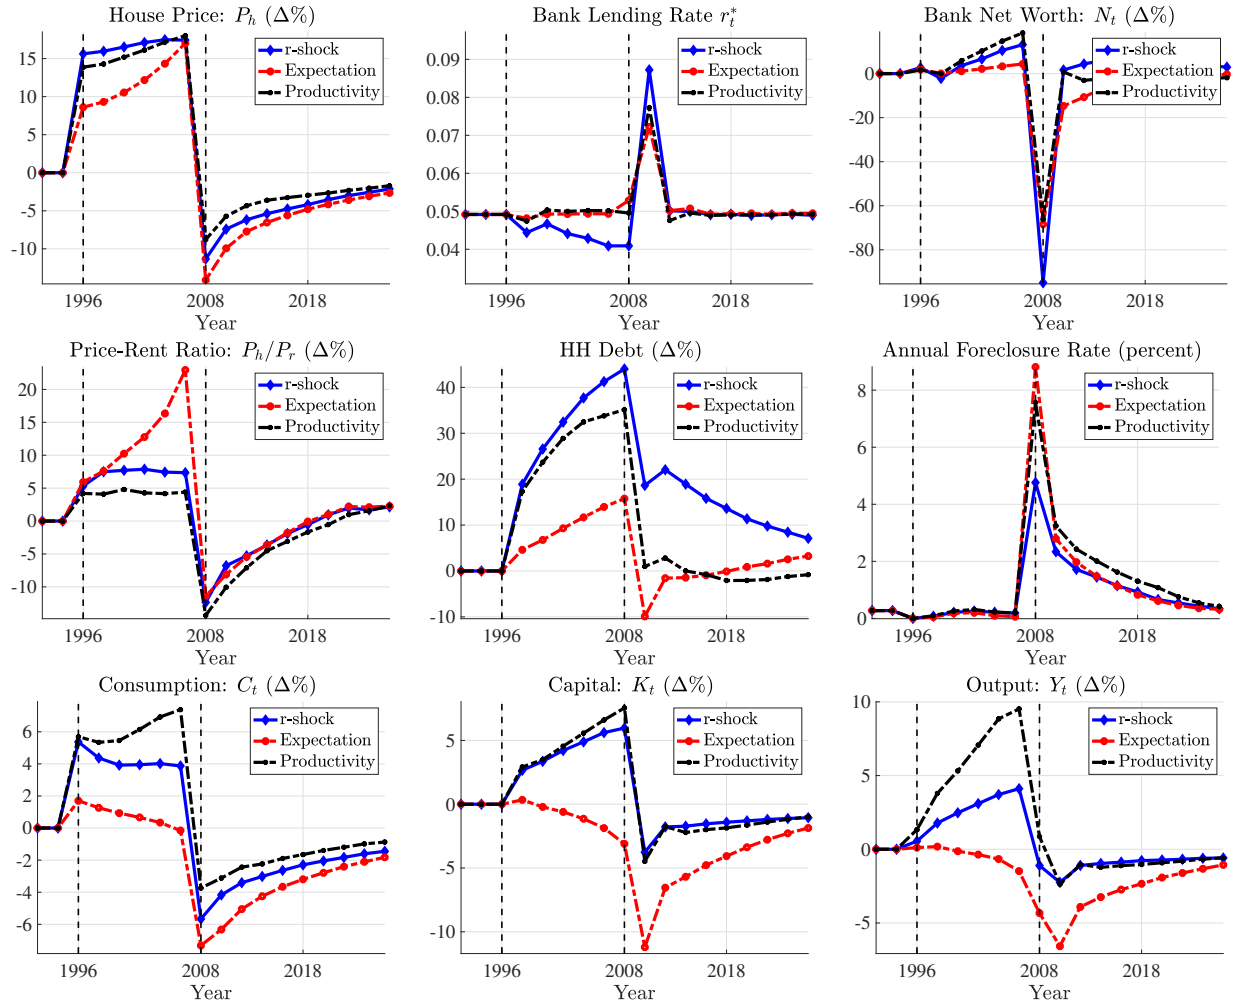 House Price: P_h (Δ%)
15
10
5
0
-5
-10
1996
2008
2018
Year
r-shock
Expectation
Productivity
Bank Lending Rate r_t^*
0.09
0.08
0.07
0.06
0.05
0.04
1996
2008
2018
Year
r-shock
Expectation
Productivity
Bank Net Worth: N_t (Δ%)
0
-20
-40
-60
-80
1996
2008
2018
Year
r-shock
Expectation
Productivity
Price-Rent Ratio: P_h/P_r (Δ%)
20
15
10
5
0
-5
-10
1996
2008
2018
Year
r-shock
Expectation
Productivity
HH Debt (Δ%)
40
30
20
10
0
-10
1996
2008
2018
Year
r-shock
Expectation
Productivity
Annual Foreclosure Rate (percent)
8
6
4
2
0
1996
2008
2018
Year
r-shock
Expectation
Productivity
Consumption: C_t (Δ%)
6
4
2
0
-2
-4
-6
1996
2008
2018
Year
r-shock
Expectation
Productivity
Capital: K_t (Δ%)
5
0
-5
-10
1996
2008
2018
Year
r-shock
Expectation
Productivity
Output: Y_t (Δ%)
10
5
0
-5
1996
2008
2018
Year
r-shock
Expectation
Productivity